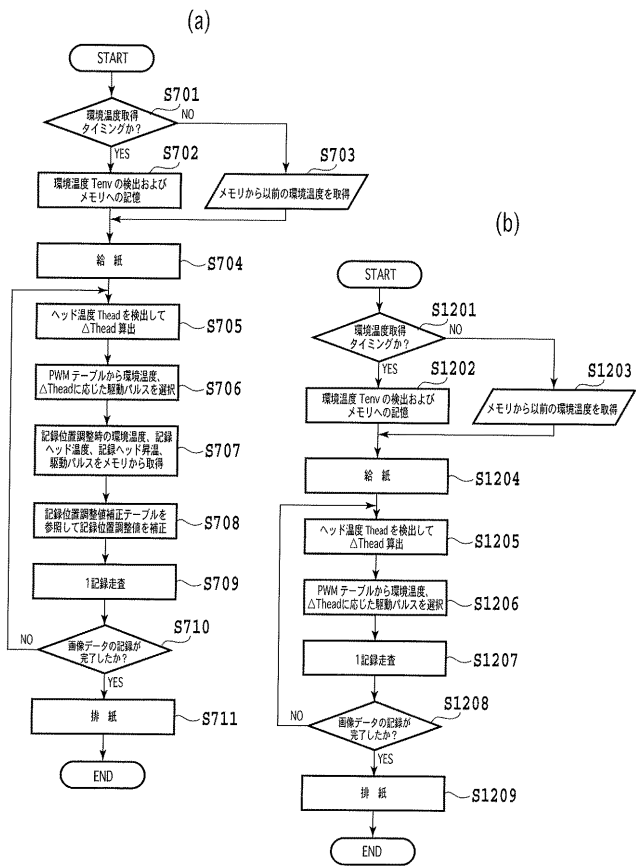 (a)
START
S701
環境温度取得
タイミングか？
NO
YES
S702
環境温度 Tenv の検出および
メモリへの記憶
S703
メモリから以前の環境温度を取得
給 紙
S704
ヘッド温度 Thead を検出して
△Thead 算出
S705
PWM テーブルから環境温度、
△Theadに応じた駆動パルスを選択
S706
記録位置調整時の環境温度、記録
ヘッド温度、記録ヘッド昇温、
駆動パルスをメモリから取得
S707
記録位置調整値補正テーブルを
参照して記録位置調整値を補正
S708
1記録走査
S709
画像データの記録が
完了したか？
S710
NO
YES
排 紙
S711
END
(b)
START
S1201
環境温度取得
タイミングか？
NO
YES
S1202
環境温度 Tenv の検出および
メモリへの記憶
S1203
メモリから以前の環境温度を取得
給 紙
S1204
ヘッド温度 Thead を検出して
△Thead 算出
S1205
PWM テーブルから環境温度、
△Theadに応じた駆動パルスを選択
S1206
1記録走査
S1207
画像データの記録が
完了したか？
S1208
NO
YES
排 紙
S1209
END